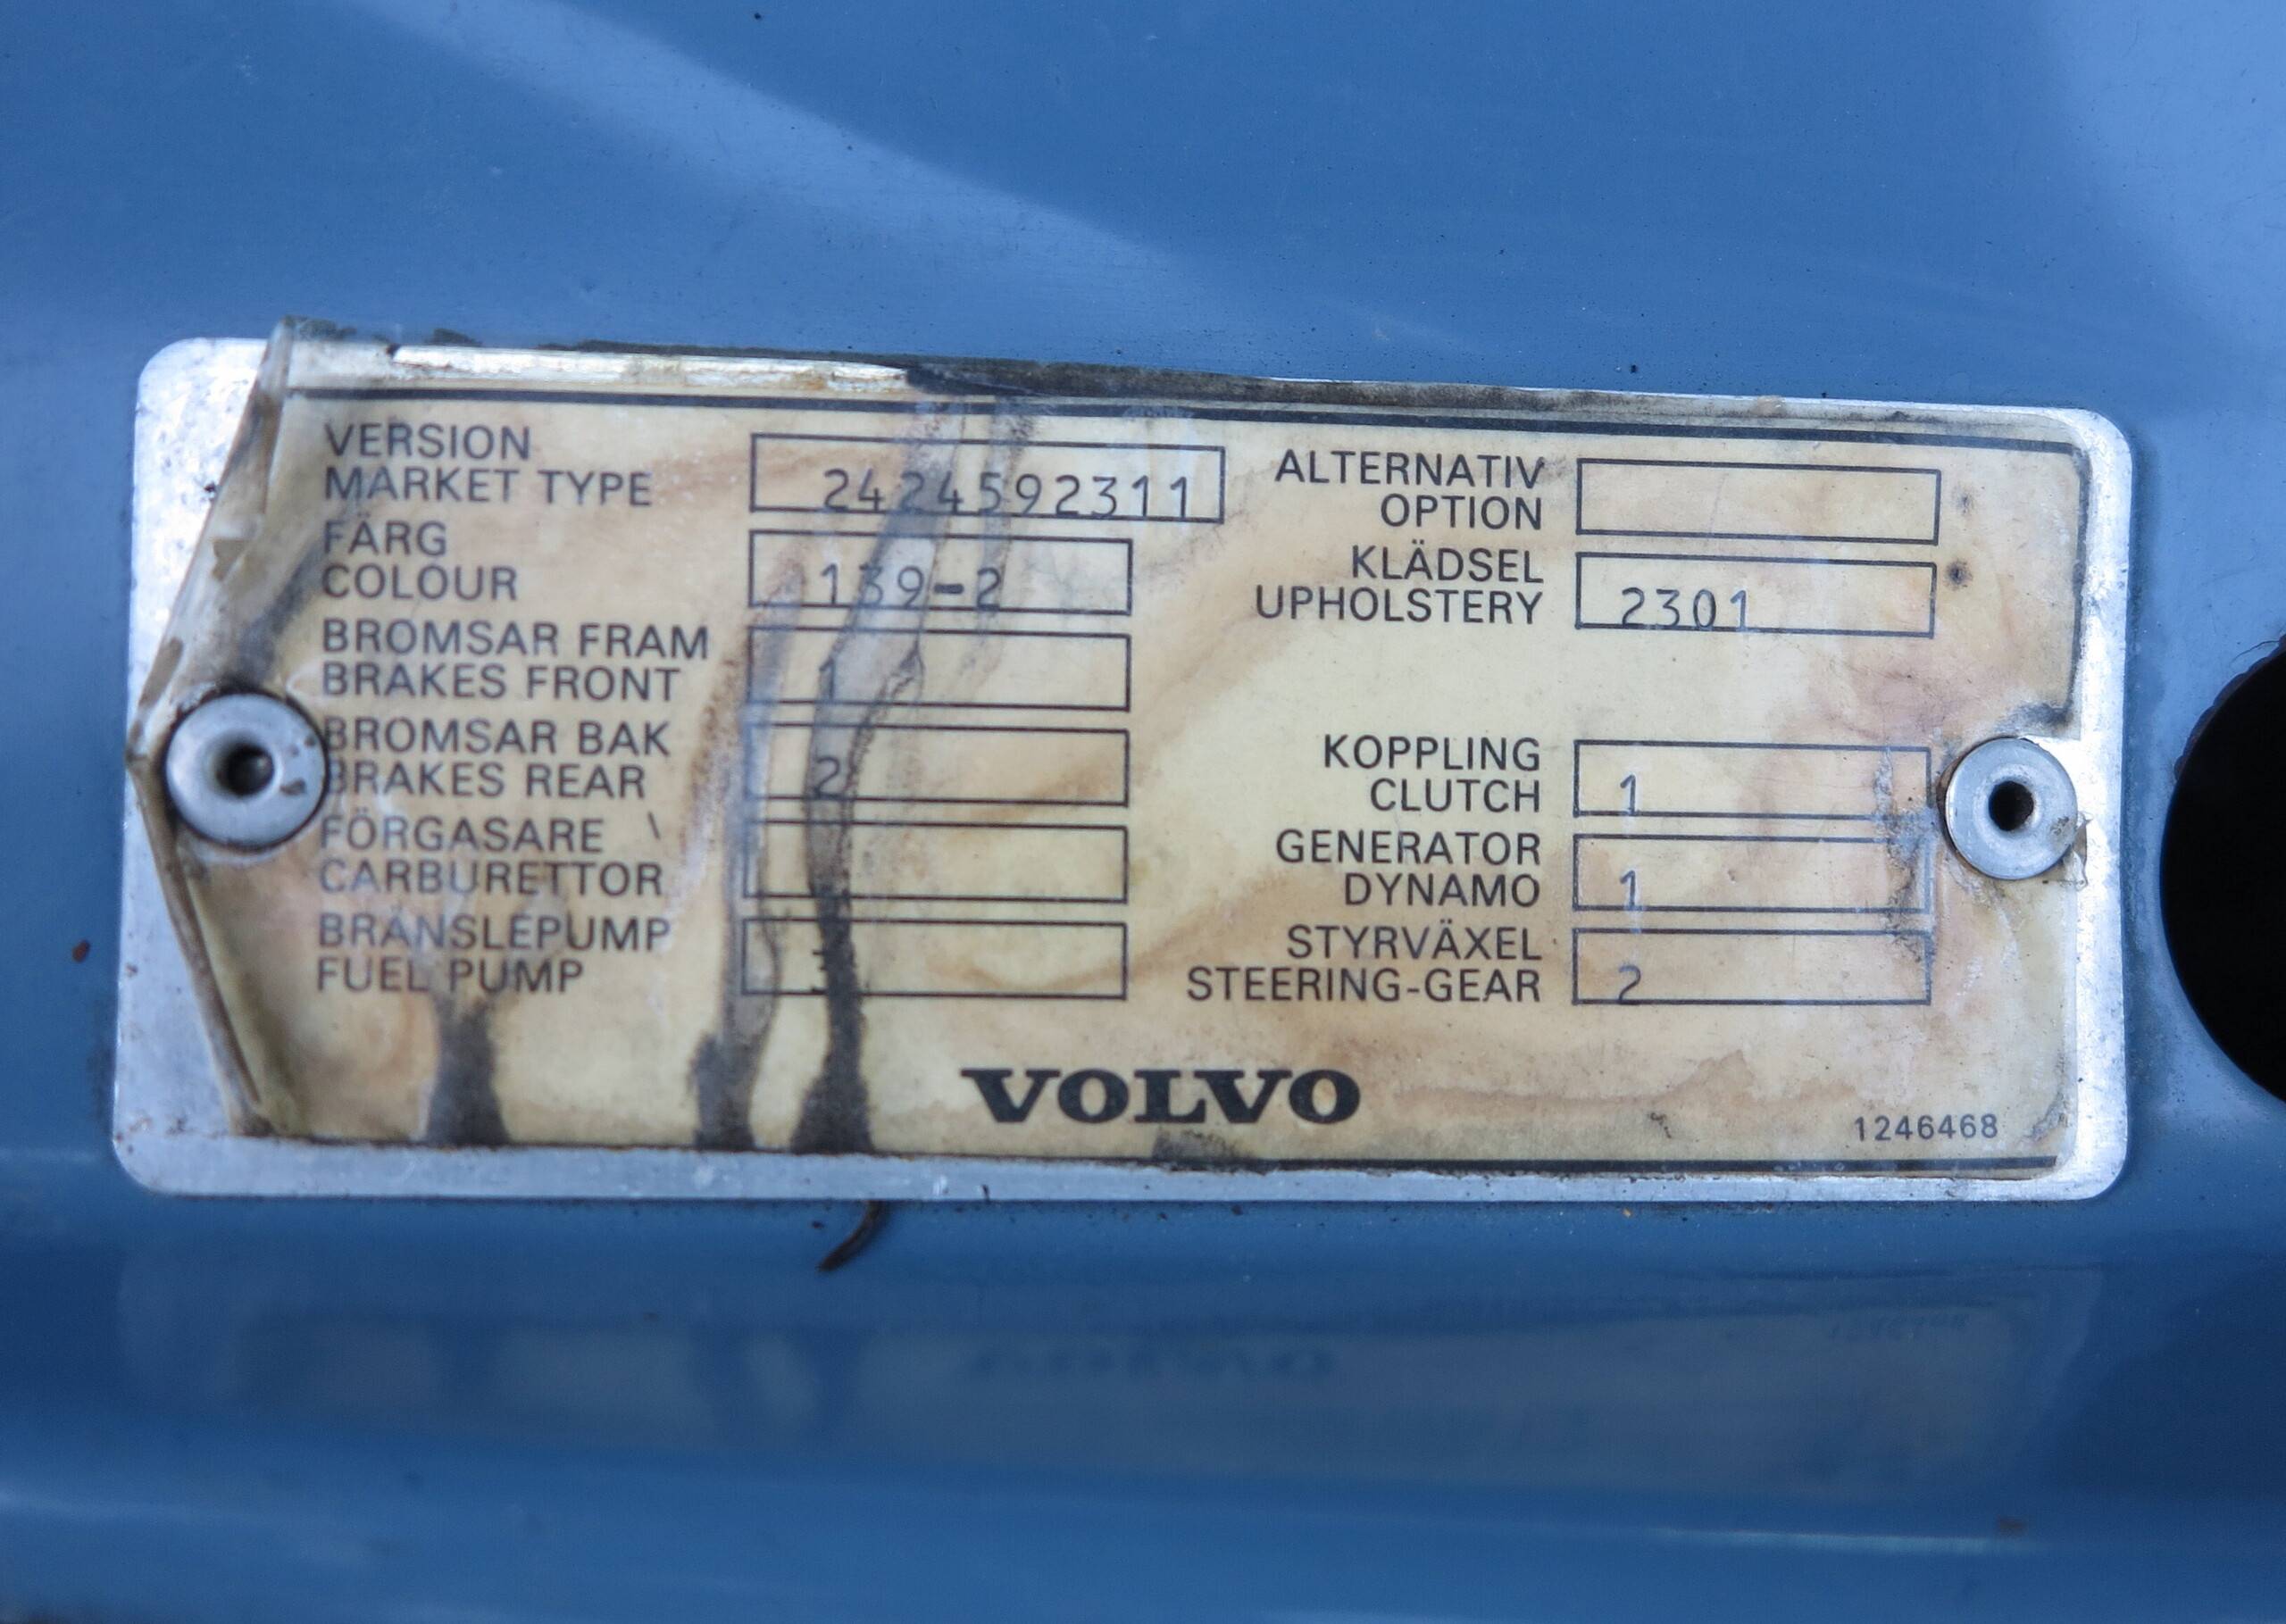 VERSION
MARKET TYPE 2424592311
FÄRG
COLOUR 139-2
BROMSAR FRAM
BRAKES FRONT 1
BROMSAR BAK
BRAKES REAR 2
FÖRGASARE
CARBURETTOR
BRÄNSLEPUMP
FUEL PUMP
ALTERNATIV
OPTION
KLÄDSEL
UPHOLSTERY 2301
KOPPLING
CLUTCH 1
GENERATOR
DYNAMO 1
STYRVÄXEL
STEERING-GEAR 2
VOLVO
1246468